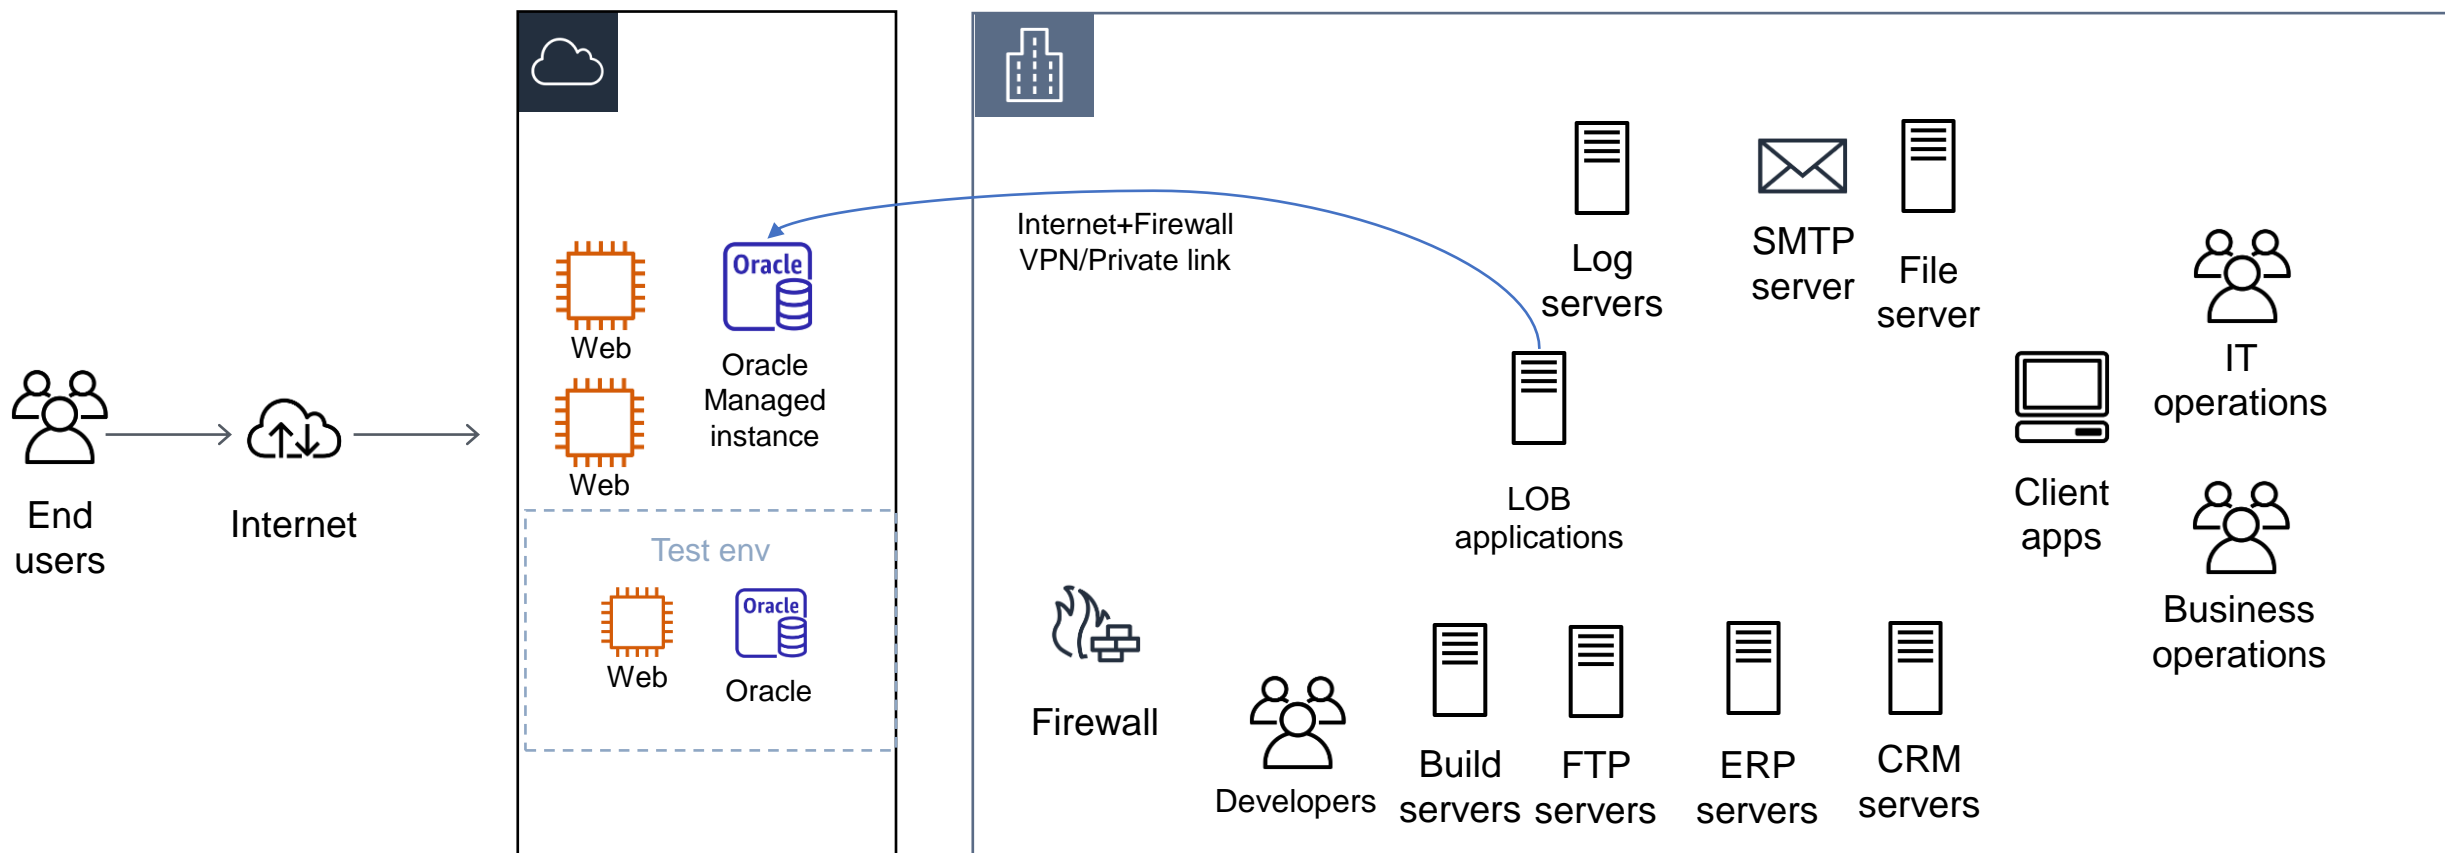 End
users
Internet
Oracle
Web
Oracle
Managed
instance
Web
Test env
Oracle
Web
Oracle
Internet+Firewall
VPN/Private link
Log
servers
SMTP
server
File
server
IT
operations
LOB
applications
Client
apps
Business
operations
Firewall
Developers
Build
servers
FTP
servers
ERP
servers
CRM
servers